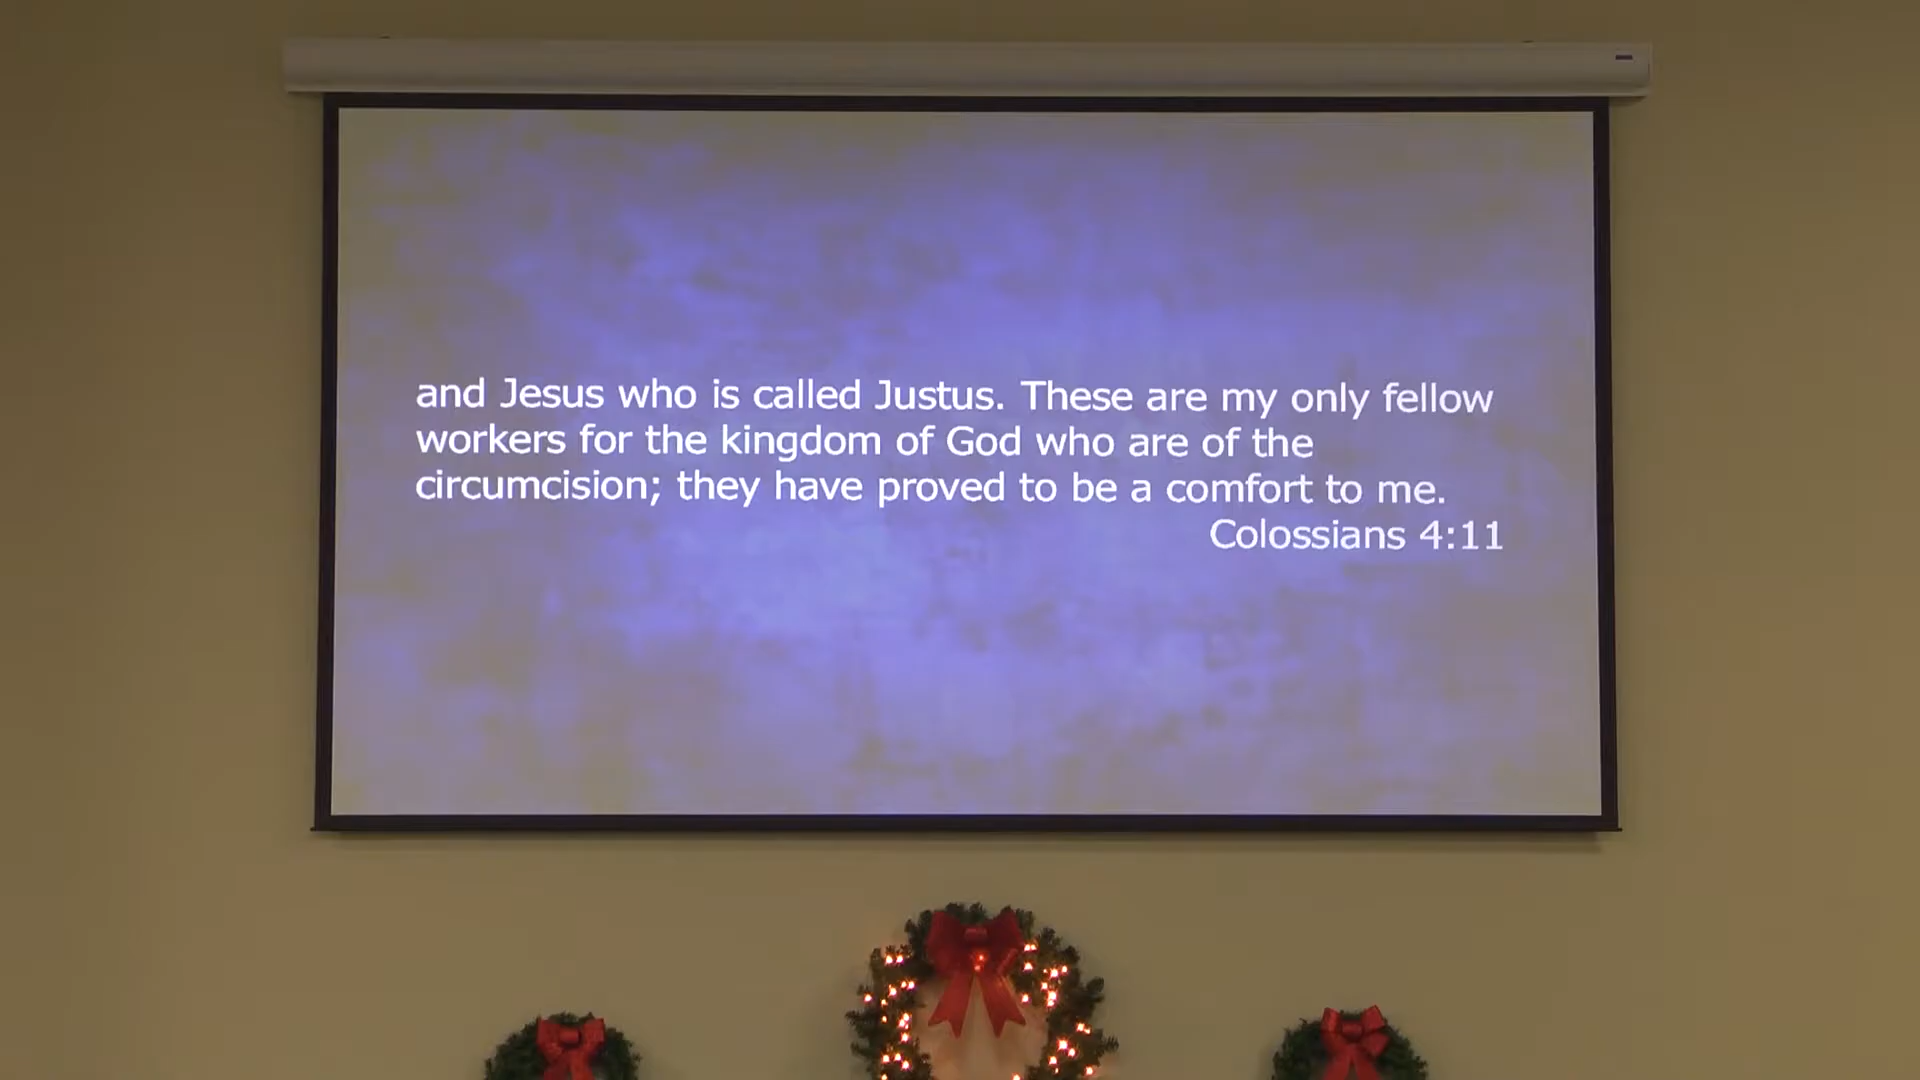 and Jesus who is called Justus. These are my only fellow
workers for the kingdom of God who are of the
circumcision; they have proved to be a comfort to me.
Colossians 4:11